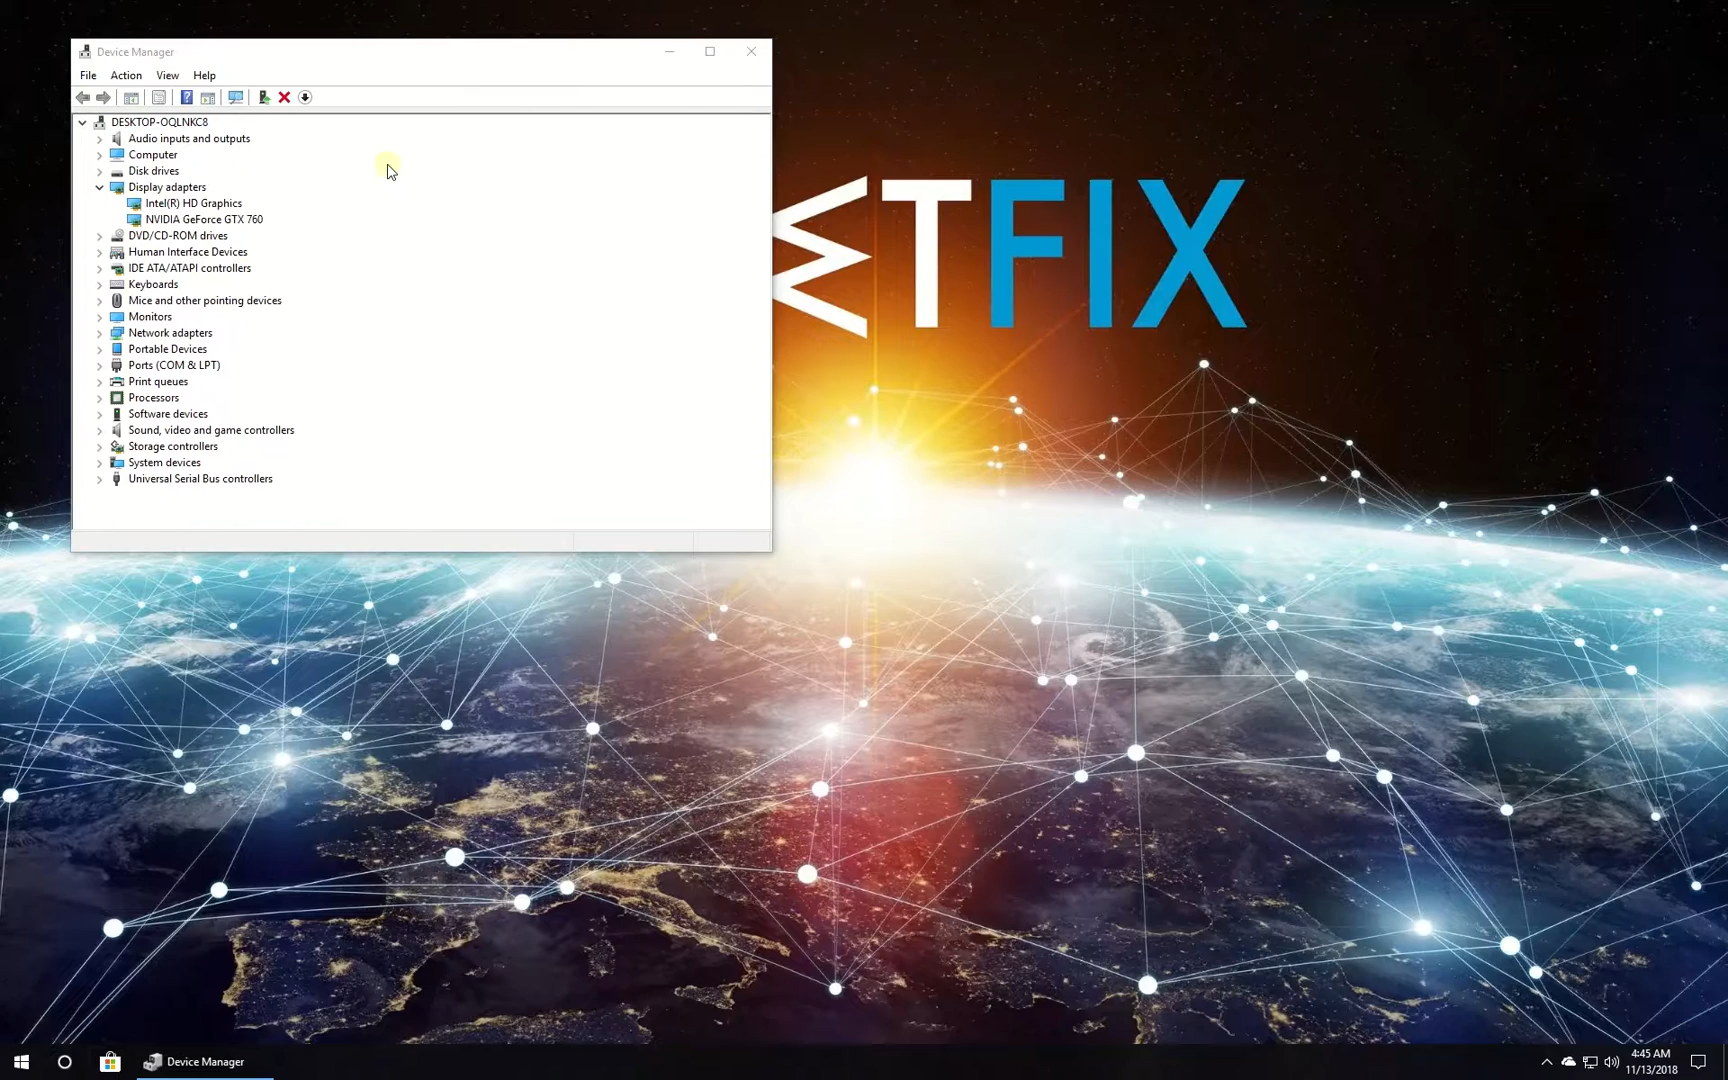 Device Manager
File Action View Help
DESKTOP-OQLNKC8
Audio inputs and outputs
Computer
Disk drives
Display adapters
Intel(R) HD Graphics
NVIDIA GeForce GTX 760
DVD/CD-ROM drives
Human Interface Devices
IDE ATA/ATAPI controllers
Keyboards
Mice and other pointing devices
Monitors
Network adapters
Portable Devices
Ports (COM & LPT)
Print queues
Processors
Software devices
Sound, video and game controllers
Storage controllers
System devices
Universal Serial Bus controllers
TFIX
Device Manager
4:45 AM
11/13/2018